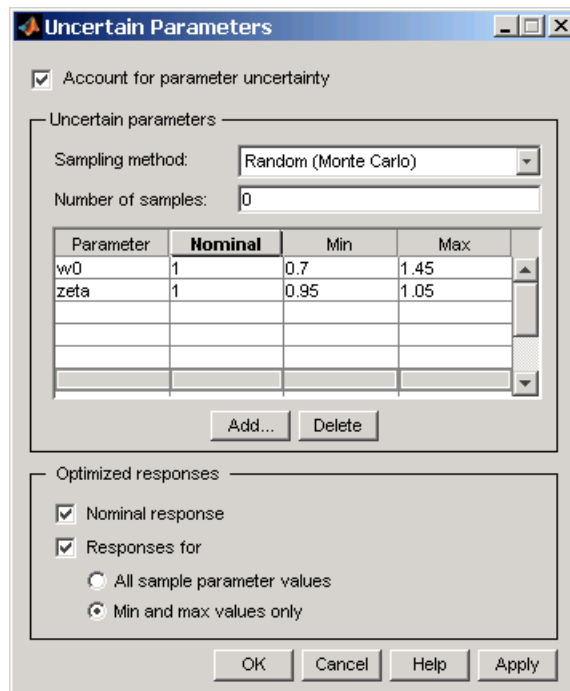 Uncertain Parameters
Account for parameter uncertainty
Uncertain parameters
Sampling method: Random (Monte Carlo)
Number of samples: 0
Parameter Nominal Min Max
w0 1 0.7 1.45
zeta 1 0.95 1.05
Add... Delete
Optimized responses
Nominal response
Responses for
All sample parameter values
Min and max values only
OK Cancel Help Apply